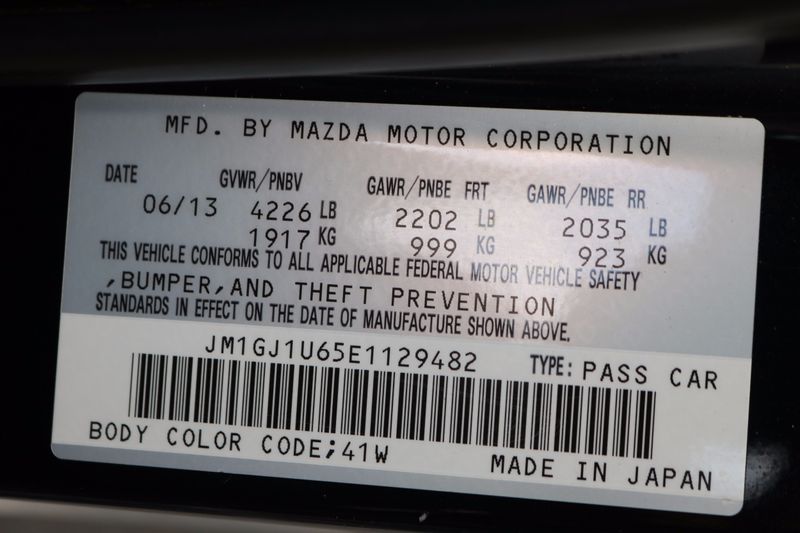 MFD. BY MAZDA MOTOR CORPORATION
DATE GVWR/PNBV GAWR/PNBE FRT GAWR/PNBE RR
06/13 4226 LB 2202 LB 2035 LB
1917 KG 999 KG 923 KG
THIS VEHICLE CONFORMS TO ALL APPLICABLE FEDERAL MOTOR VEHICLE SAFETY
,BUMPER,AND THEFT PREVENTION
STANDARDS IN EFFECT ON THE DATE OF MANUFACTURE SHOWN ABOVE.
JM1GJ1U65E1129482 TYPE: PASS CAR
BODY COLOR CODE;41W MADE IN JAPAN